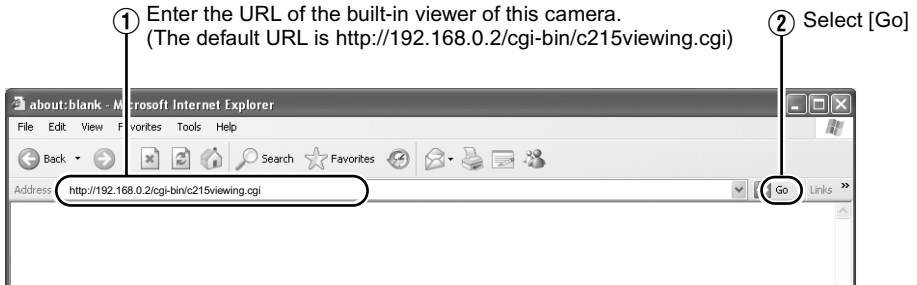 ① Enter the URL of the built-in viewer of this camera.
(The default URL is http://192.168.0.2/cgi-bin/c215viewing.cgi)
② Select [Go]
about:blank - Microsoft Internet Explorer
File Edit View Favorites Tools Help
Back Search Favorites
Address http://192.168.0.2/cgi-bin/c215viewing.cgi Go Links »